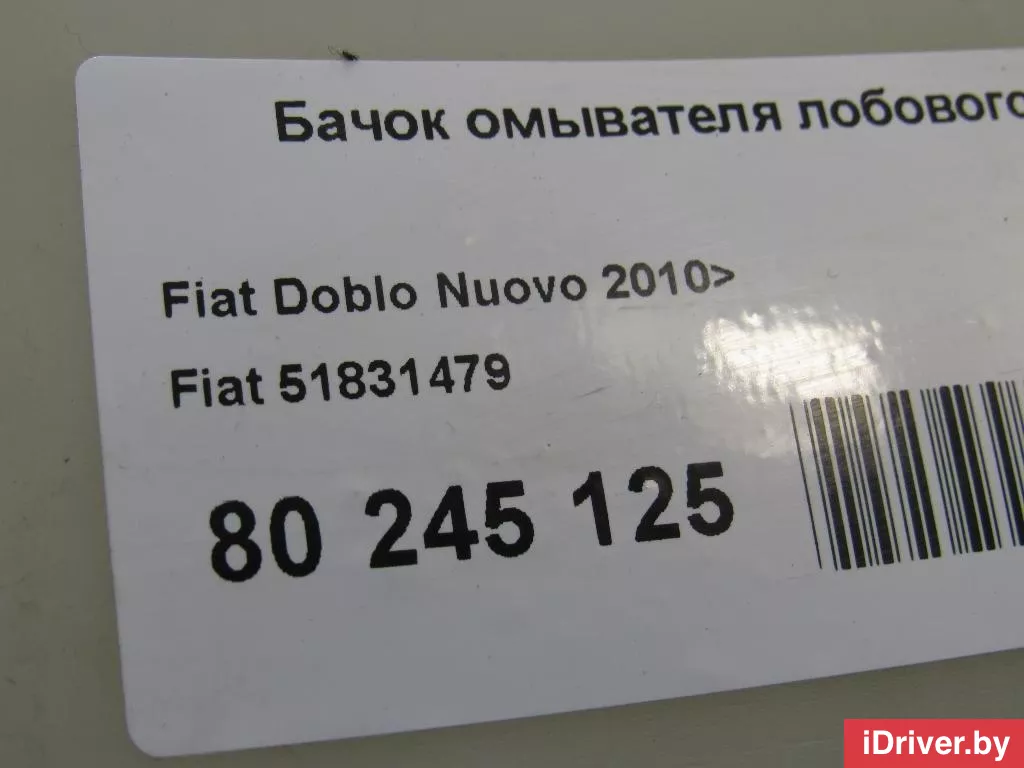 Бачок омывателя лобового
Fiat Doblo Nuovo 2010>
Fiat 51831479
80 245 125
iDriver.by